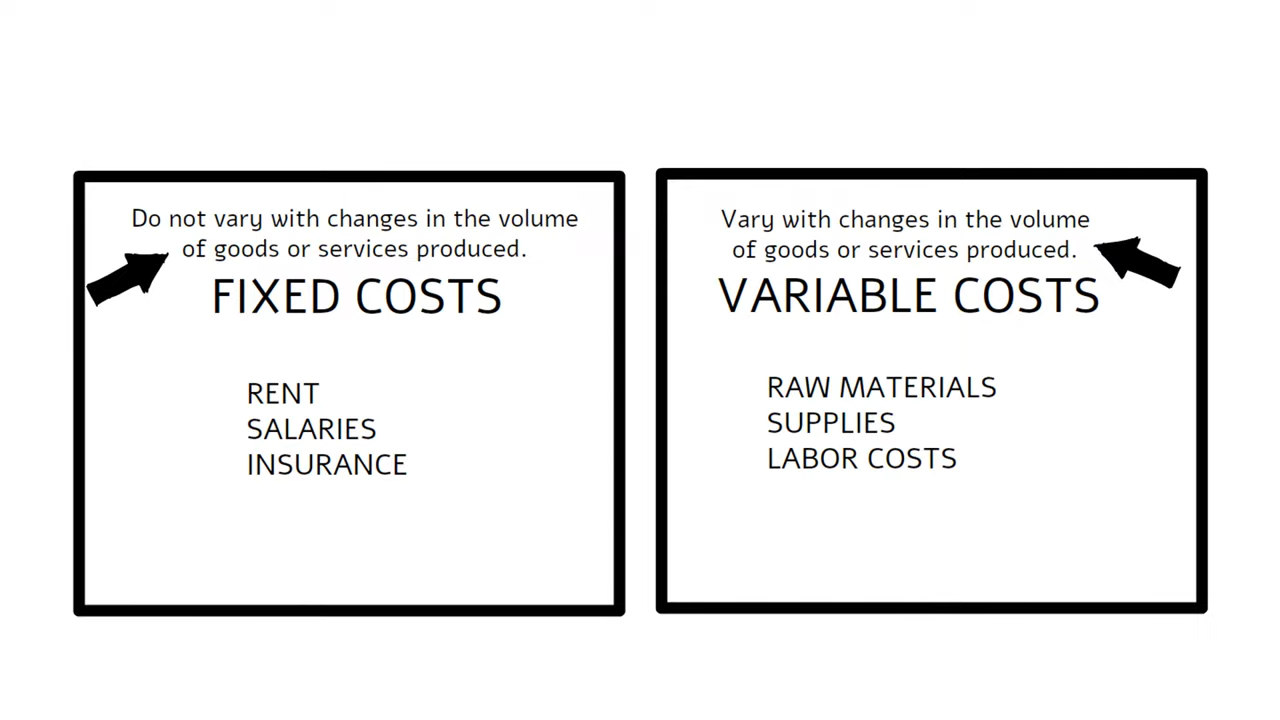 Do not vary with changes in the volume
of goods or services produced.
FIXED COSTS
RENT
SALARIES
INSURANCE
Vary with changes in the volume
of goods or services produced.
VARIABLE COSTS
RAW MATERIALS
SUPPLIES
LABOR COSTS